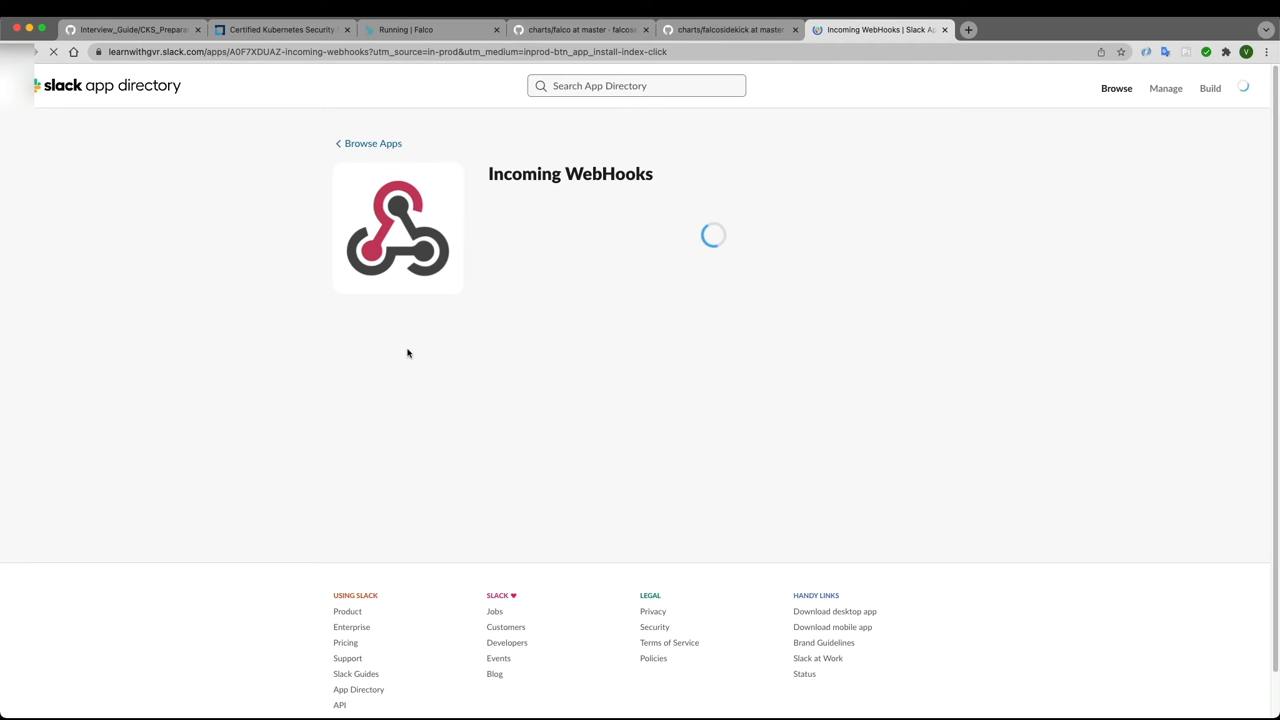 Interview_Guide/CKS_Prepara
Certified Kubernetes Security
Running | Falco
charts/falco at master · falcose
charts/falcosidekick at master
Incoming WebHooks | Slack Ap
learnwithgvr.slack.com/apps/A0F7XDUAZ-incoming-webhooks?utm_source=in-prod&utm_medium=inprod-btn_app_install-index-click
V
slack app directory
Search App Directory
Browse
Manage
Build
Browse Apps
Incoming WebHooks
USING SLACK
Product
Enterprise
Pricing
Support
Slack Guides
App Directory
API
SLACK ♥
Jobs
Customers
Developers
Events
Blog
LEGAL
Privacy
Security
Terms of Service
Policies
HANDY LINKS
Download desktop app
Download mobile app
Brand Guidelines
Slack at Work
Status